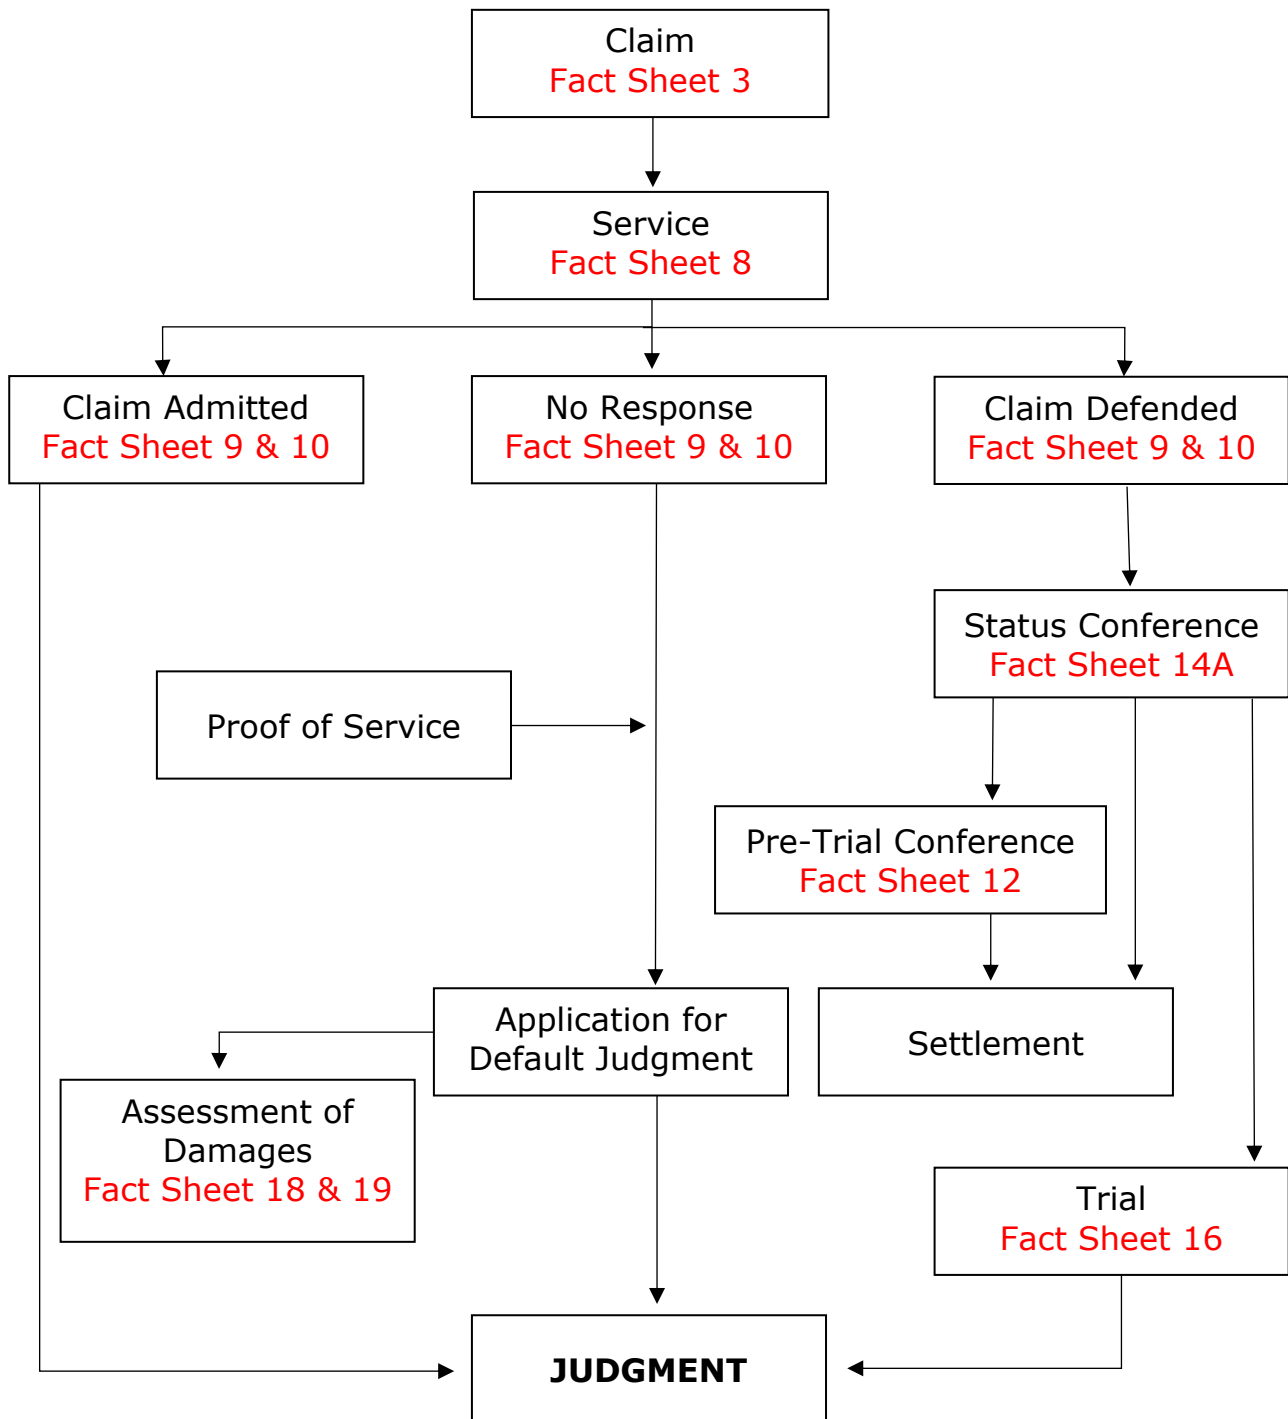 Claim
Fact Sheet 3
Service
Fact Sheet 8
Claim Admitted
Fact Sheet 9 & 10
No Response
Fact Sheet 9 & 10
Claim Defended
Fact Sheet 9 & 10
Status Conference
Fact Sheet 14A
Proof of Service
Pre-Trial Conference
Fact Sheet 12
Application for
Default Judgment
Settlement
Assessment of
Damages
Fact Sheet 18 & 19
Trial
Fact Sheet 16
JUDGMENT